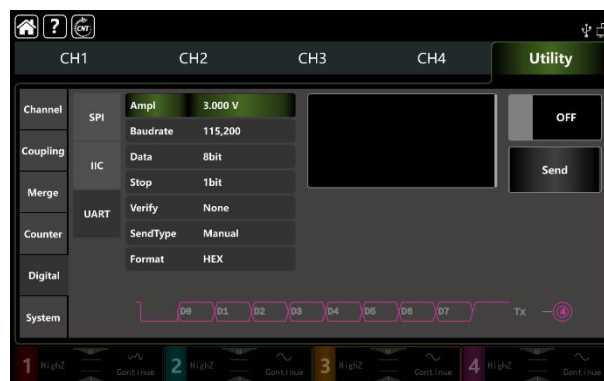 ? CNT
CH1 CH2 CH3 CH4 Utility
Channel
Coupling
Merge
Counter
Digital
System
SPI
IIC
UART
Ampl 3.000 V
Baudrate 115,200
Data 8bit
Stop 1bit
Verify None
SendType Manual
Format HEX
OFF
Send
D0 D1 D2 D3 D4 D5 D6 D7 Tx 4
1 HighZ Continue 2 HighZ Continue 3 HighZ Continue 4 HighZ Continue